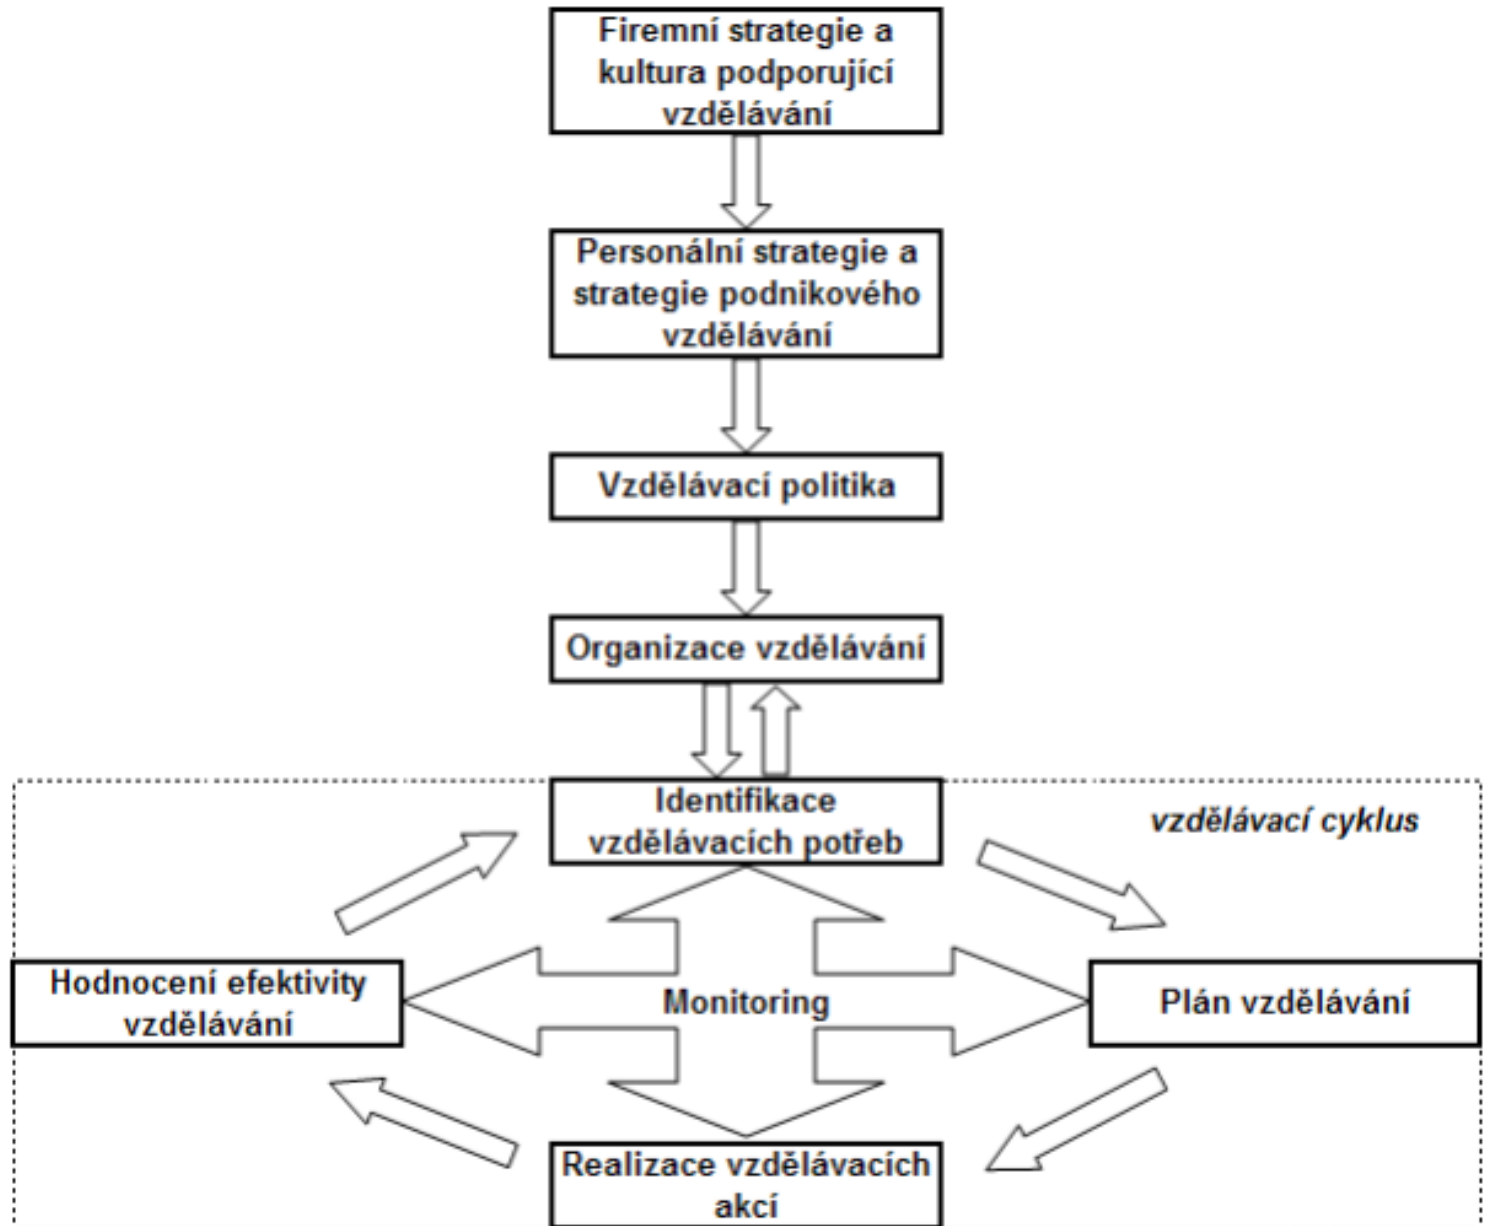 Firemní strategie a
kultura podporující
vzdělávání
Personální strategie a
strategie podnikového
vzdělávání
Vzdělávací politika
Organizace vzdělávání
Identifikace
vzdělávacích potřeb
vzdělávací cyklus
Hodnocení efektivity
vzdělávání
Monitoring
Plán vzdělávání
Realizace vzdělávacích
akcí